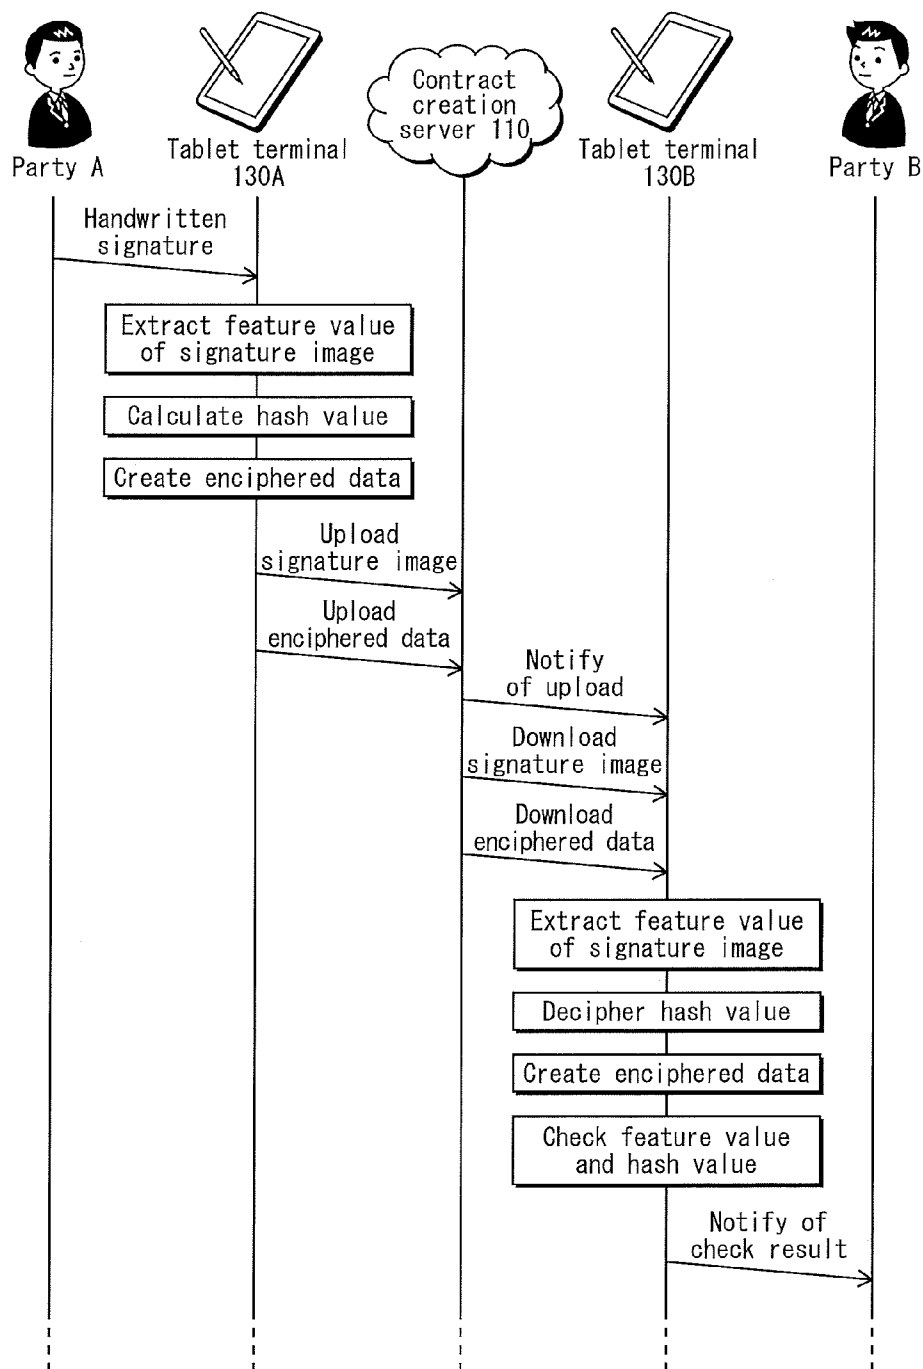 Party A
Tablet terminal
130A
Contract
creation
server 110
Tablet terminal
130B
Party B
Handwritten
signature
Extract feature value
of signature image
Calculate hash value
Create enciphered data
Upload
signature image
Upload
enciphered data
Notify
of upload
Download
signature image
Download
enciphered data
Extract feature value
of signature image
Decipher hash value
Create enciphered data
Check feature value
and hash value
Notify of
check result